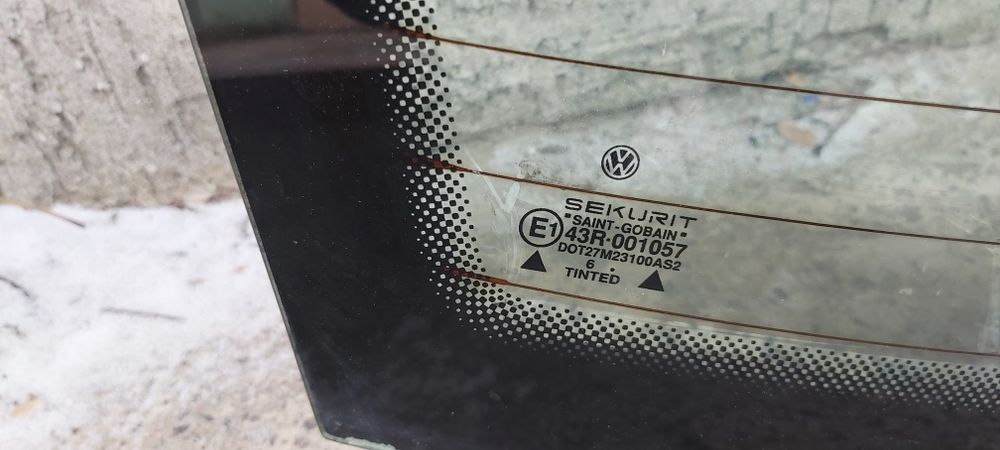 SEKURIT
"SAINT-GOBAIN"
E1 43R-001057
DOT27M23100AS2
6 .
TINTED